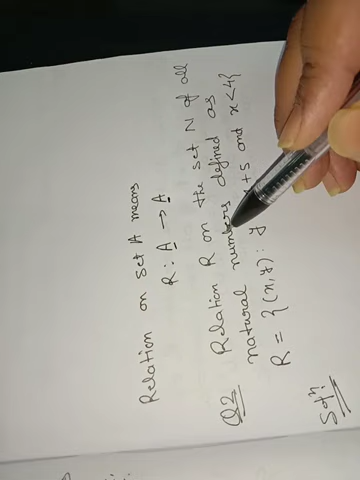 Relation on set A means
R : A → A
Q2 Relation R on the set N of all
natural numbers defined as
R = {(x, y) : y + 5 and x < 4}
Sol^n: